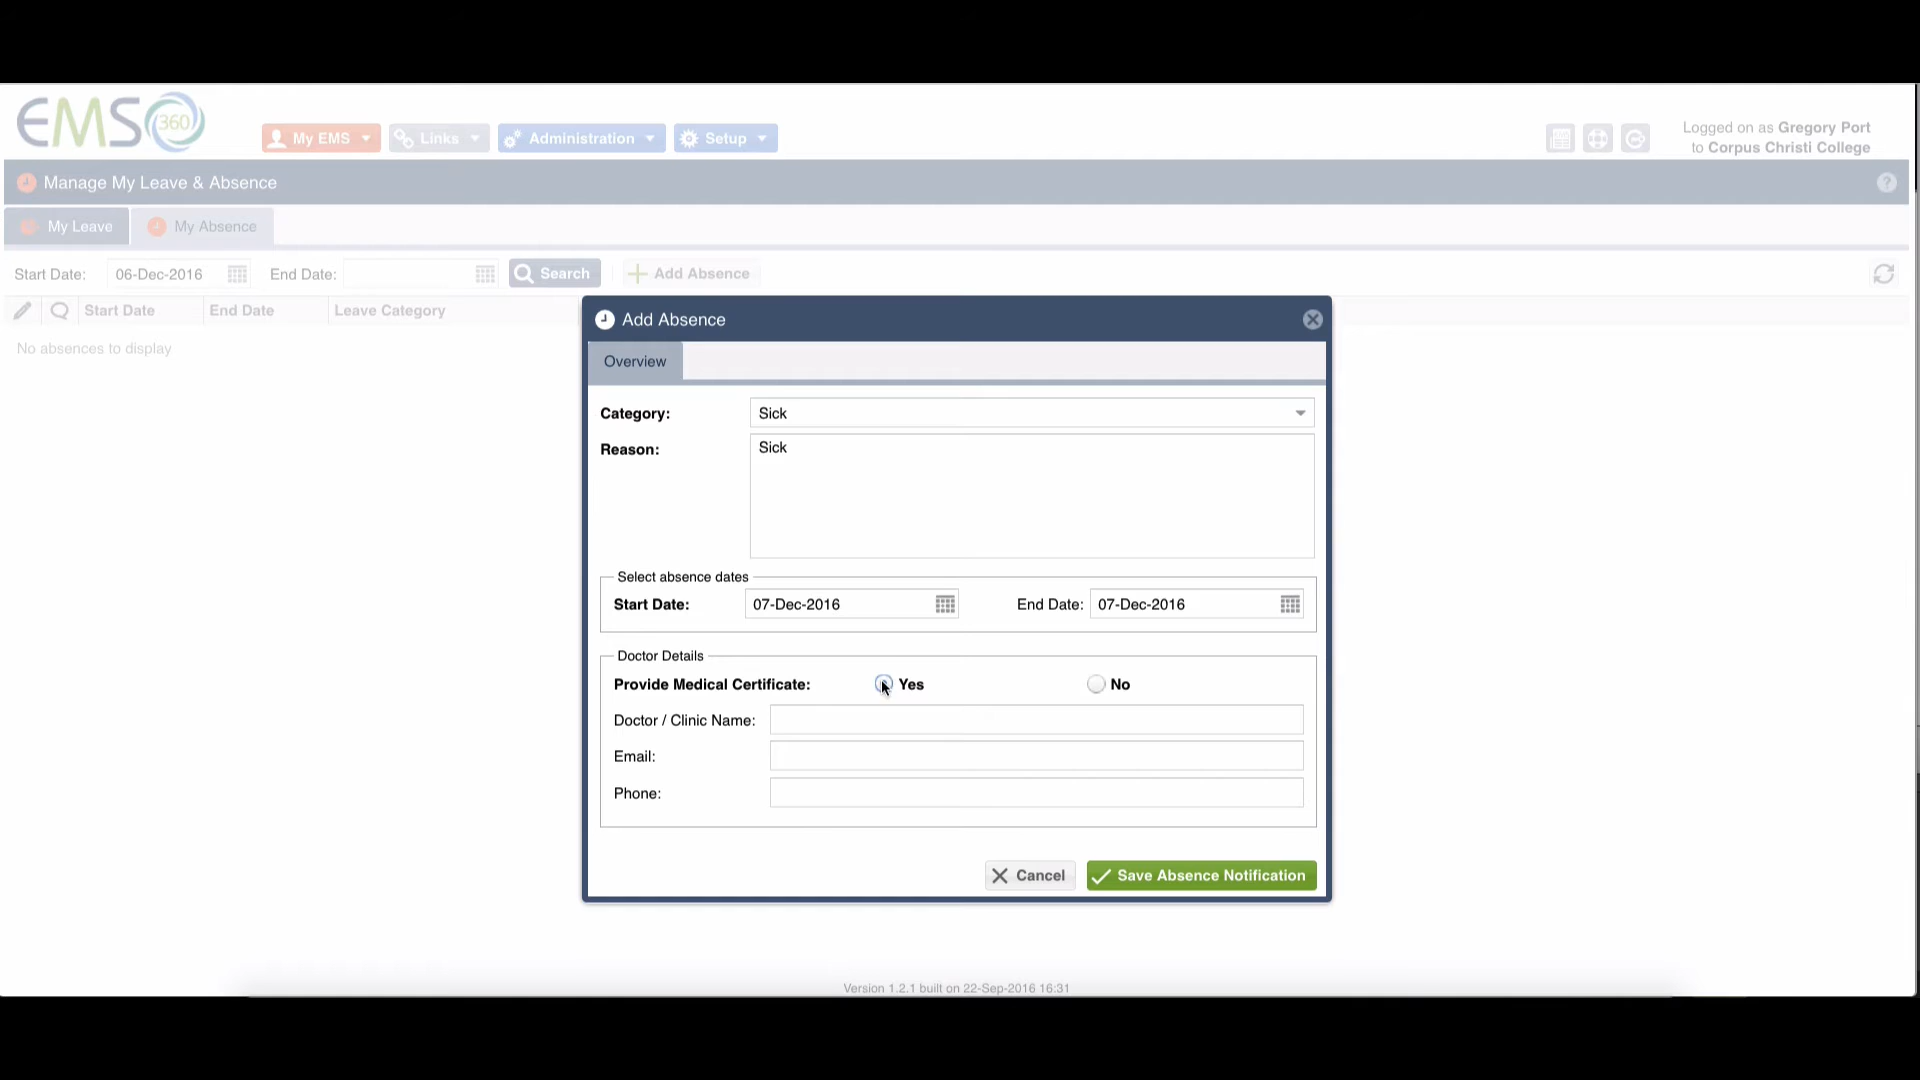 EMS 360
My EMS
Links
Administration
Setup
Logged on as Gregory Port
to Corpus Christi College
Manage My Leave & Absence
?
My Leave
My Absence
Start Date: 06-Dec-2016 End Date: Search Add Absence
Start Date End Date Leave Category
No absences to display
Add Absence
Overview
Category: Sick
Reason: Sick
Select absence dates
Start Date: 07-Dec-2016 End Date: 07-Dec-2016
Doctor Details
Provide Medical Certificate: Yes No
Doctor / Clinic Name:
Email:
Phone:
Cancel Save Absence Notification
Version 1.2.1 built on 22-Sep-2016 16:31